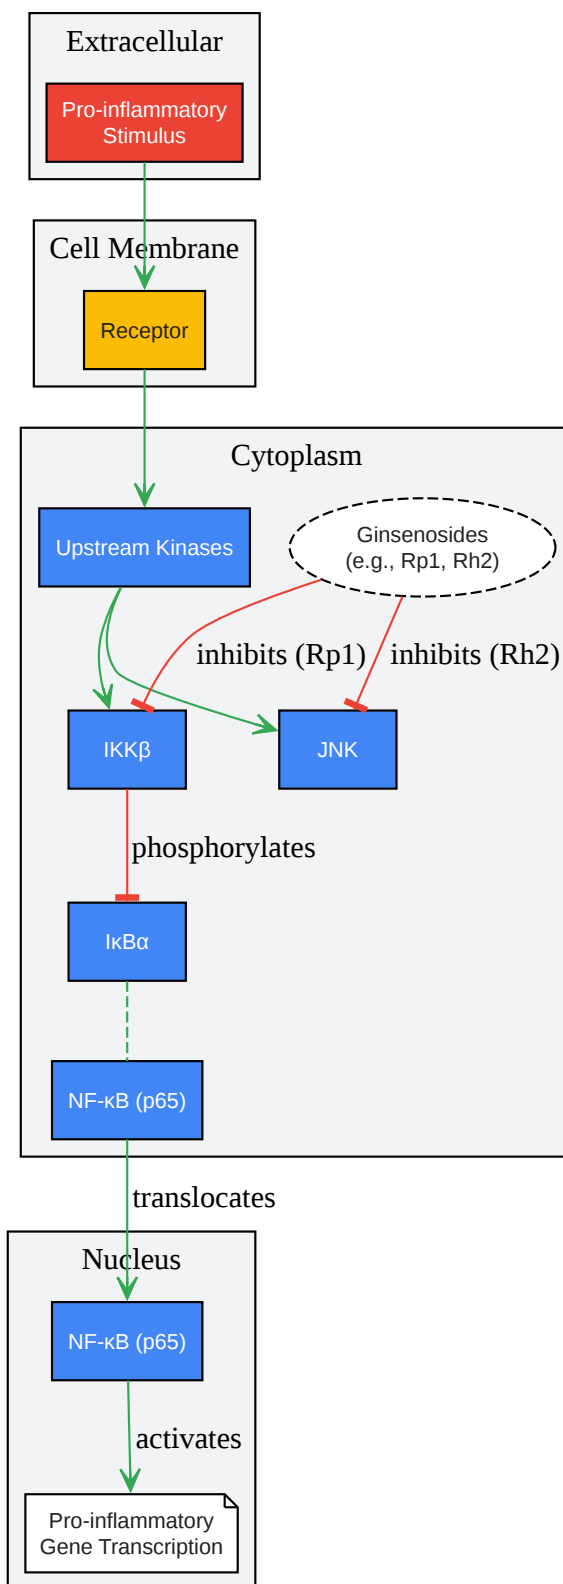 Extracellular
Pro-inflammatory
Stimulus
Cell Membrane
Receptor
Cytoplasm
Upstream Kinases
Ginsenosides
(e.g., Rp1, Rh2)
inhibits (Rp1)
inhibits (Rh2)
IKKβ
JNK
phosphorylates
IκBα
NF-κB (p65)
translocates
Nucleus
NF-κB (p65)
activates
Pro-inflammatory
Gene Transcription